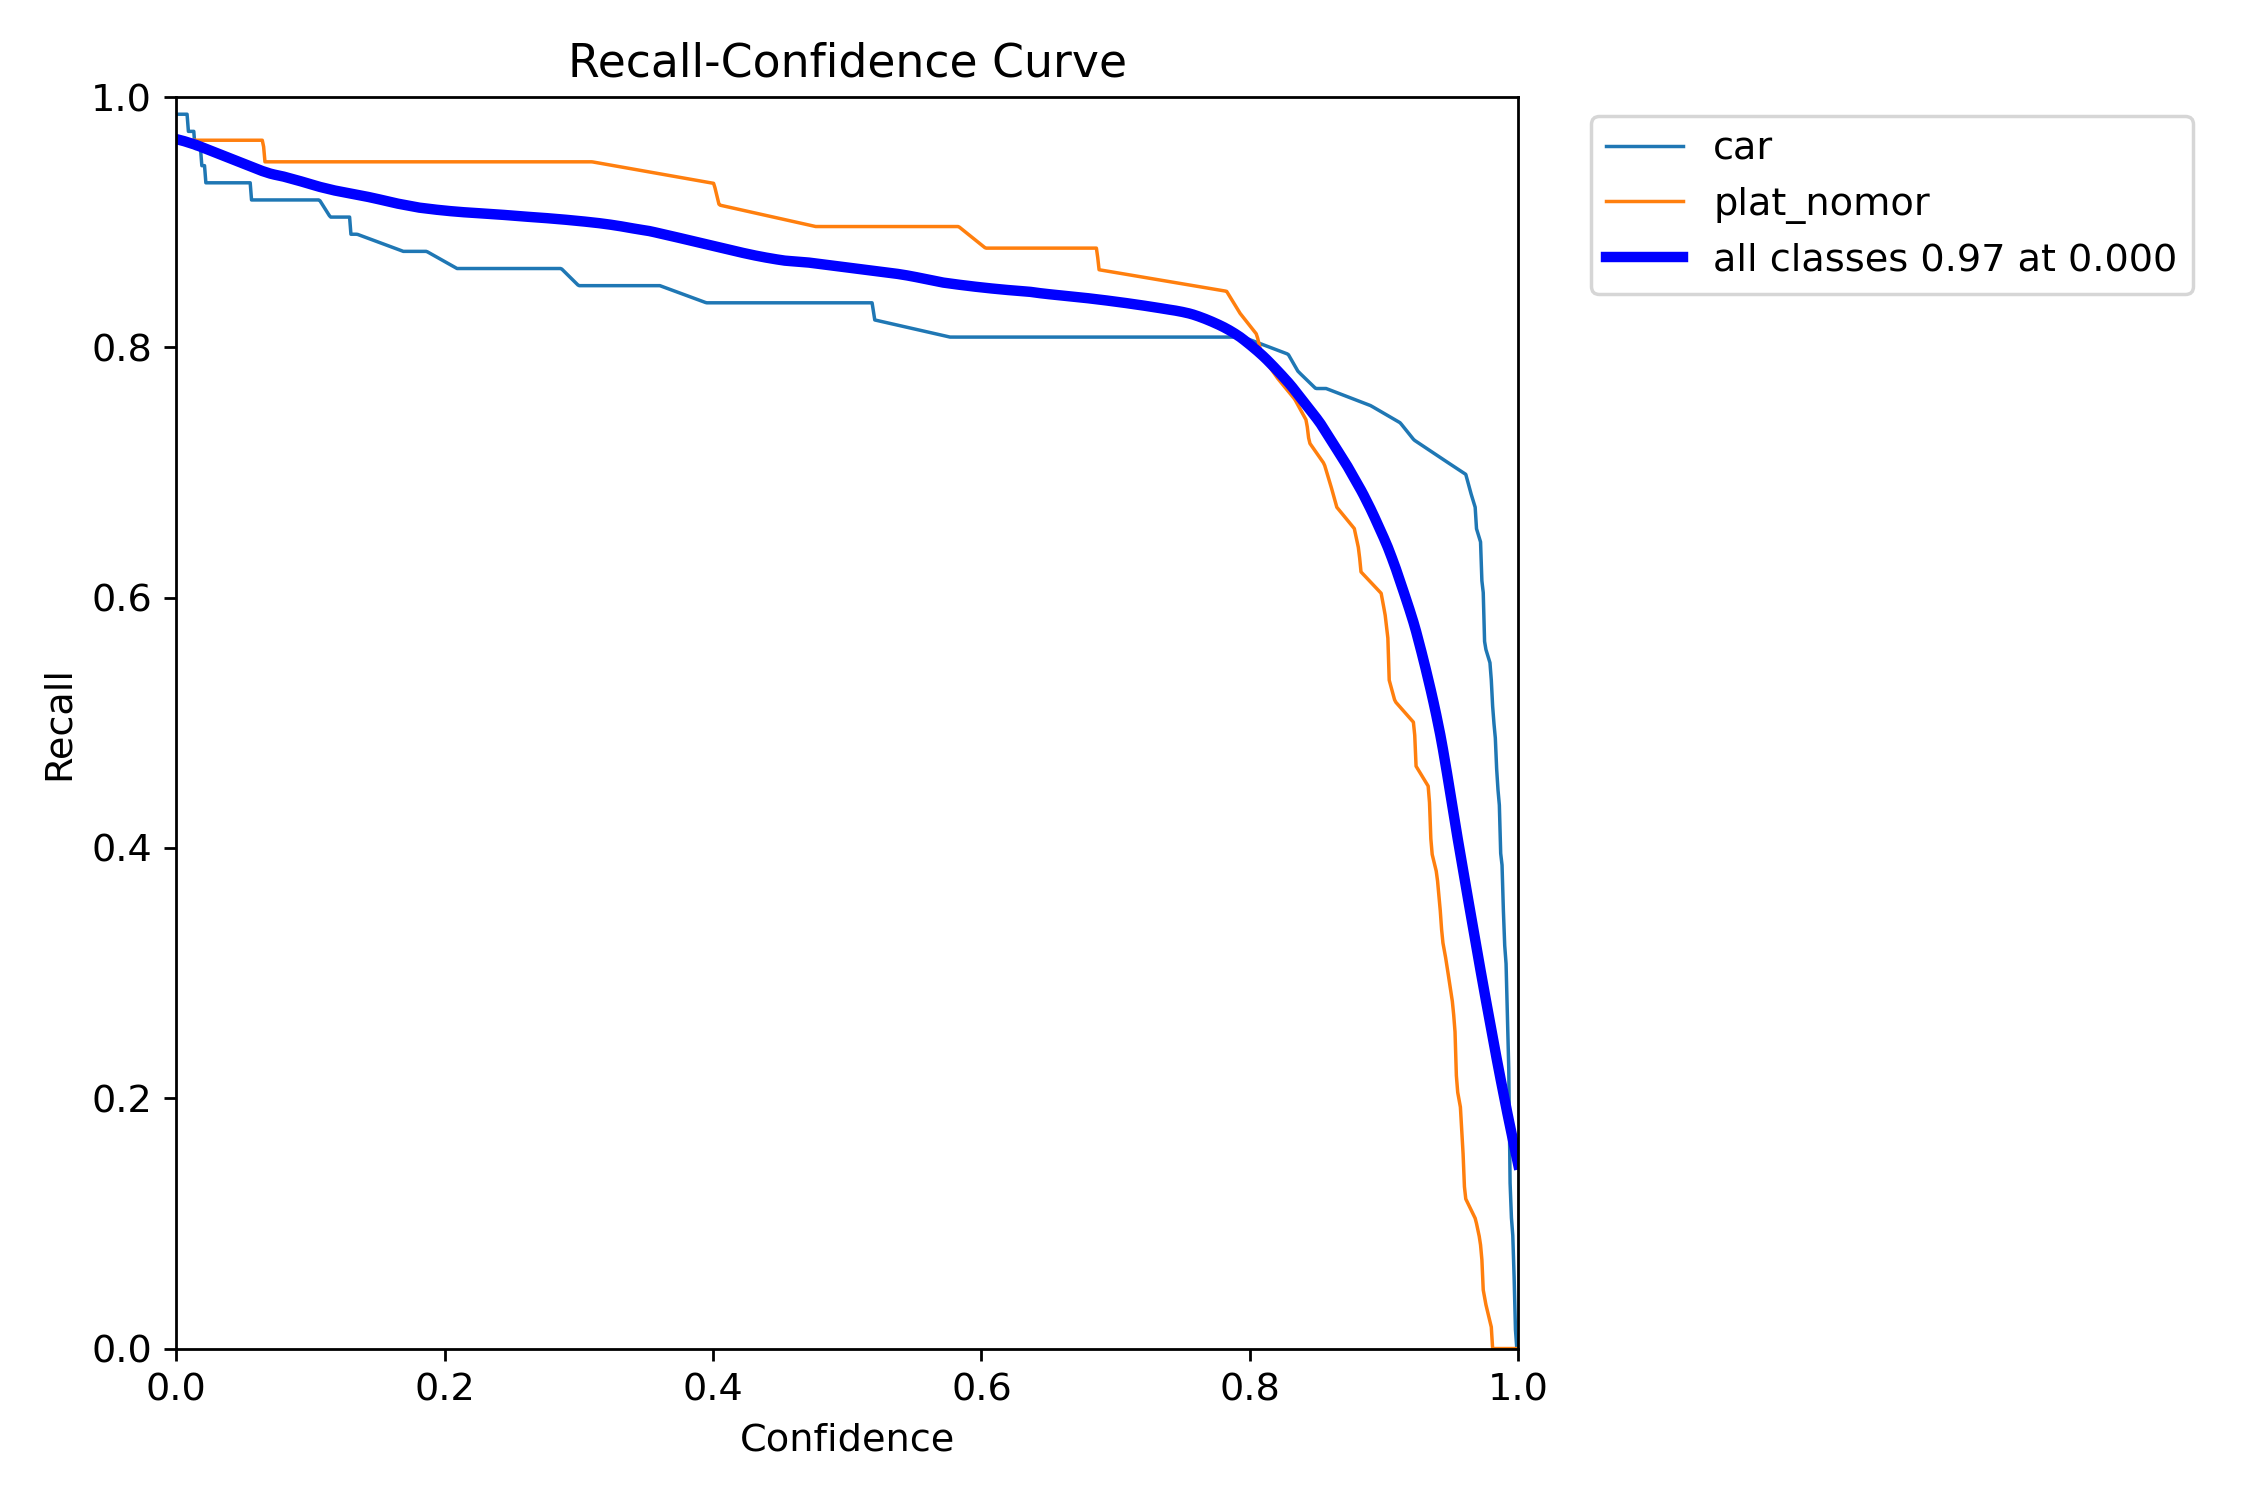 Recall-Confidence Curve
1.0
0.8
0.6
0.4
0.2
0.0
Recall
0.0 0.2 0.4 0.6 0.8 1.0
Confidence
car
plat_nomor
all classes 0.97 at 0.000